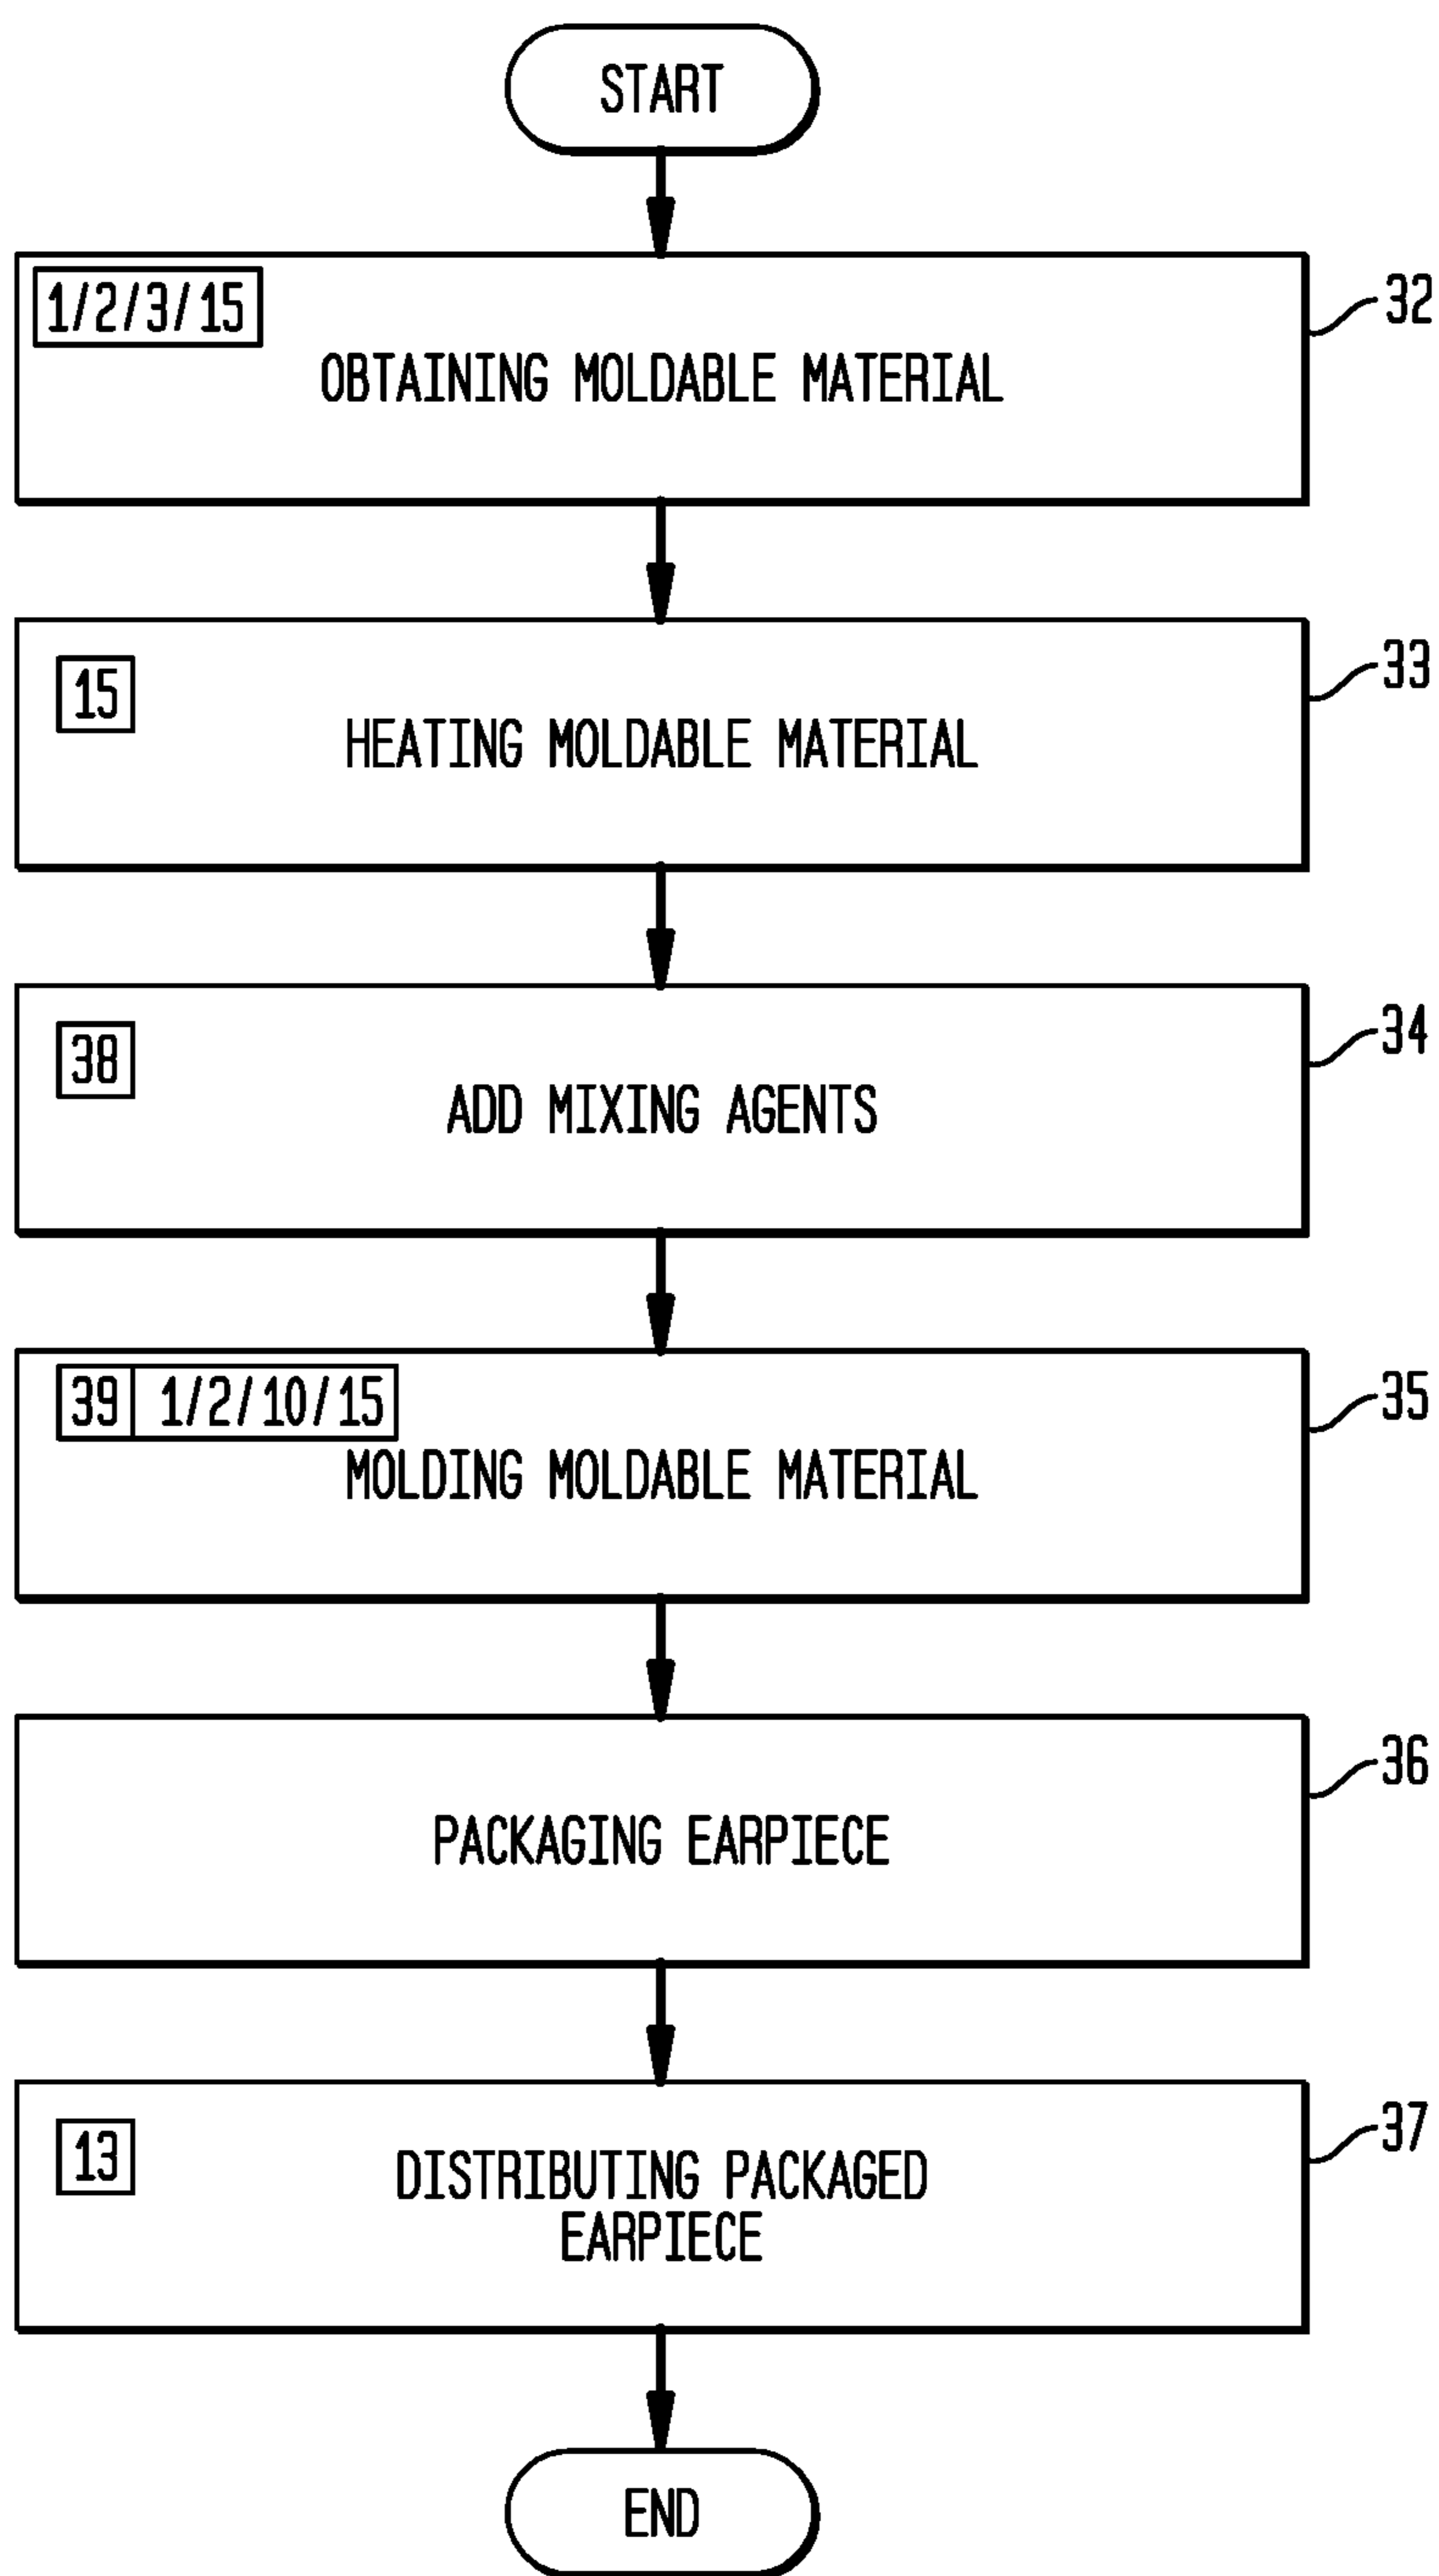 START
1/2/3/15
32
OBTAINING MOLDABLE MATERIAL
15
33
HEATING MOLDABLE MATERIAL
38
34
ADD MIXING AGENTS
39 1/2/10/15
35
MOLDING MOLDABLE MATERIAL
36
PACKAGING EARPIECE
13
37
DISTRIBUTING PACKAGED
EARPIECE
END